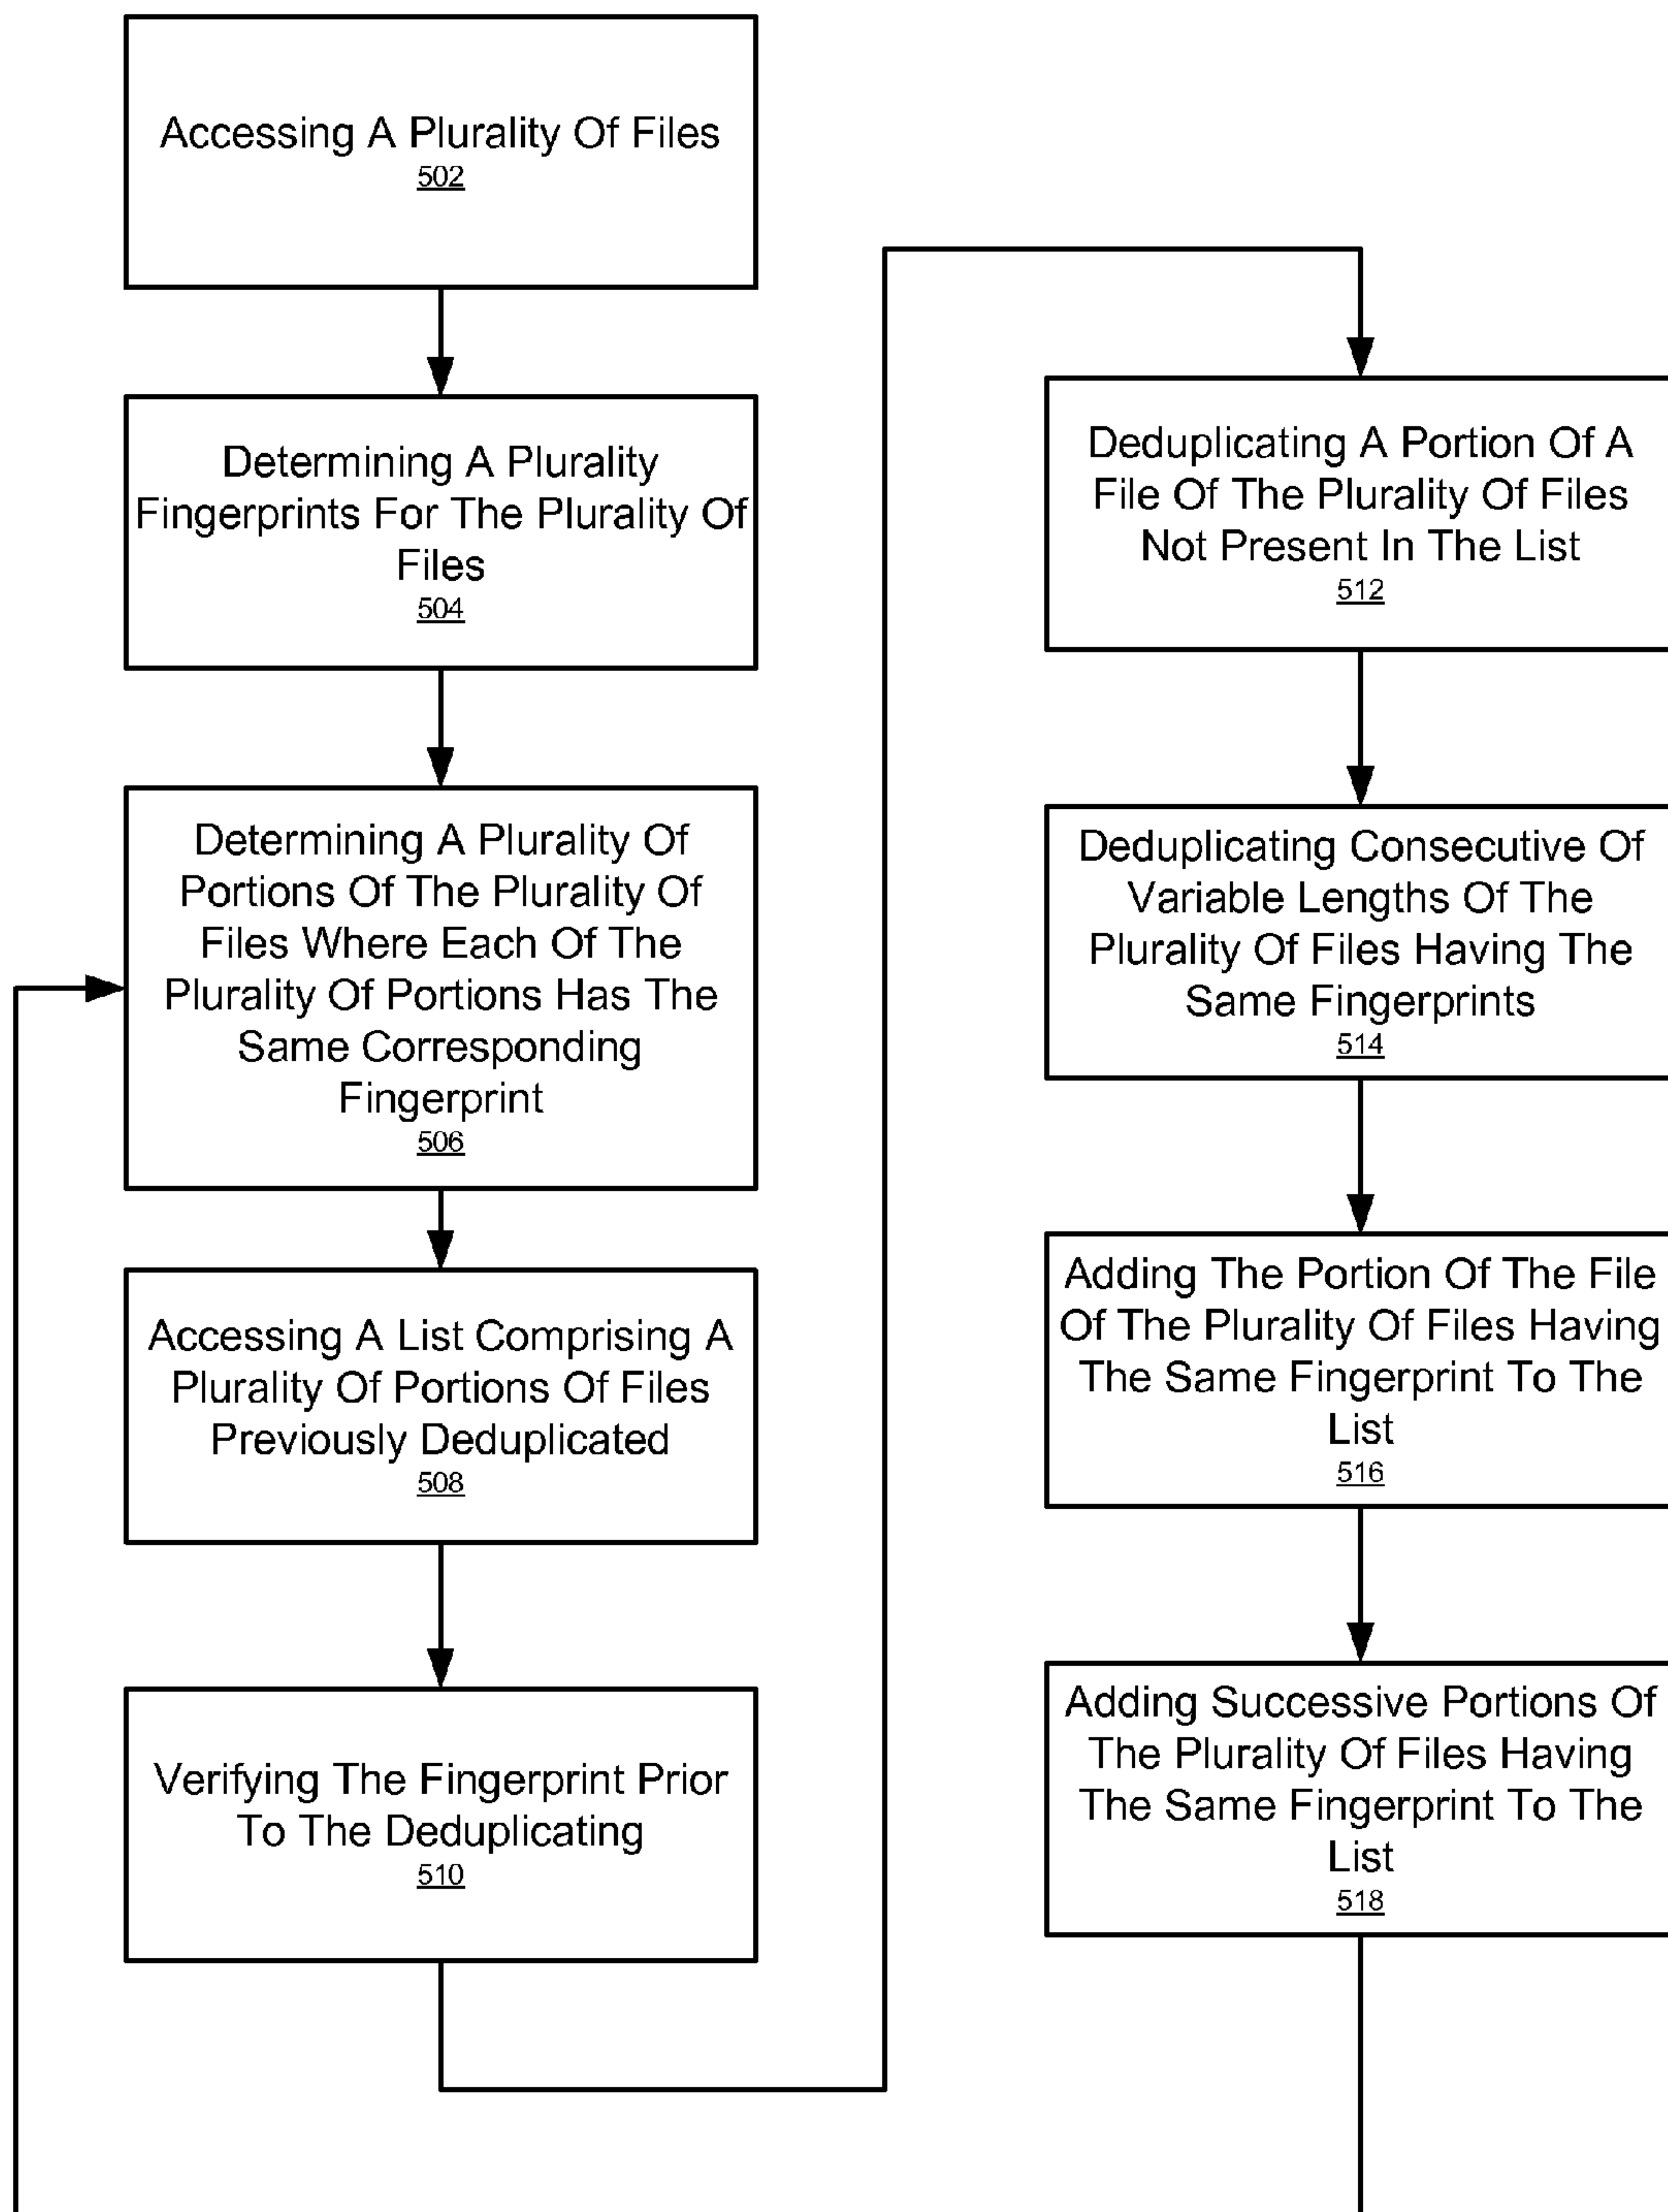 Accessing A Plurality Of Files
502
Determining A Plurality
Fingerprints For The Plurality Of
Files
504
Determining A Plurality Of
Portions Of The Plurality Of
Files Where Each Of The
Plurality Of Portions Has The
Same Corresponding
Fingerprint
506
Accessing A List Comprising A
Plurality Of Portions Of Files
Previously Deduplicated
508
Verifying The Fingerprint Prior
To The Deduplicating
510
Deduplicating A Portion Of A
File Of The Plurality Of Files
Not Present In The List
512
Deduplicating Consecutive Of
Variable Lengths Of The
Plurality Of Files Having The
Same Fingerprints
514
Adding The Portion Of The File
Of The Plurality Of Files Having
The Same Fingerprint To The
List
516
Adding Successive Portions Of
The Plurality Of Files Having
The Same Fingerprint To The
List
518